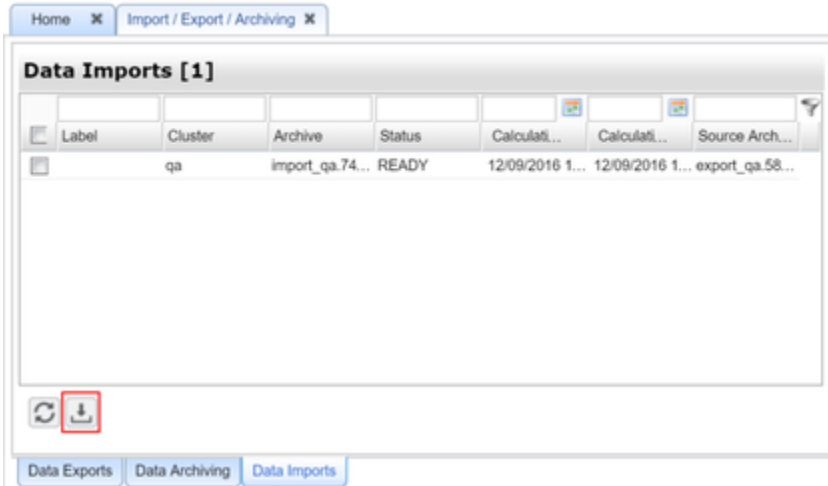 Home Import / Export / Archiving
Data Imports [1]
Label Cluster Archive Status Calculati... Calculati... Source Arch...
qa import_qa.74... READY 12/09/2016 1... 12/09/2016 1... export_qa.58...
Data Exports Data Archiving Data Imports